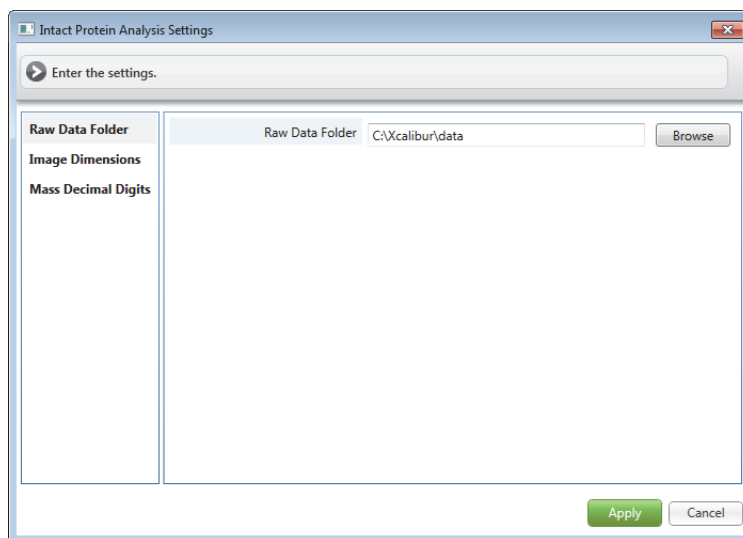 Intact Protein Analysis Settings
Enter the settings.
Raw Data Folder
Image Dimensions
Mass Decimal Digits
Raw Data Folder C:\Xcalibur\data Browse
Apply Cancel